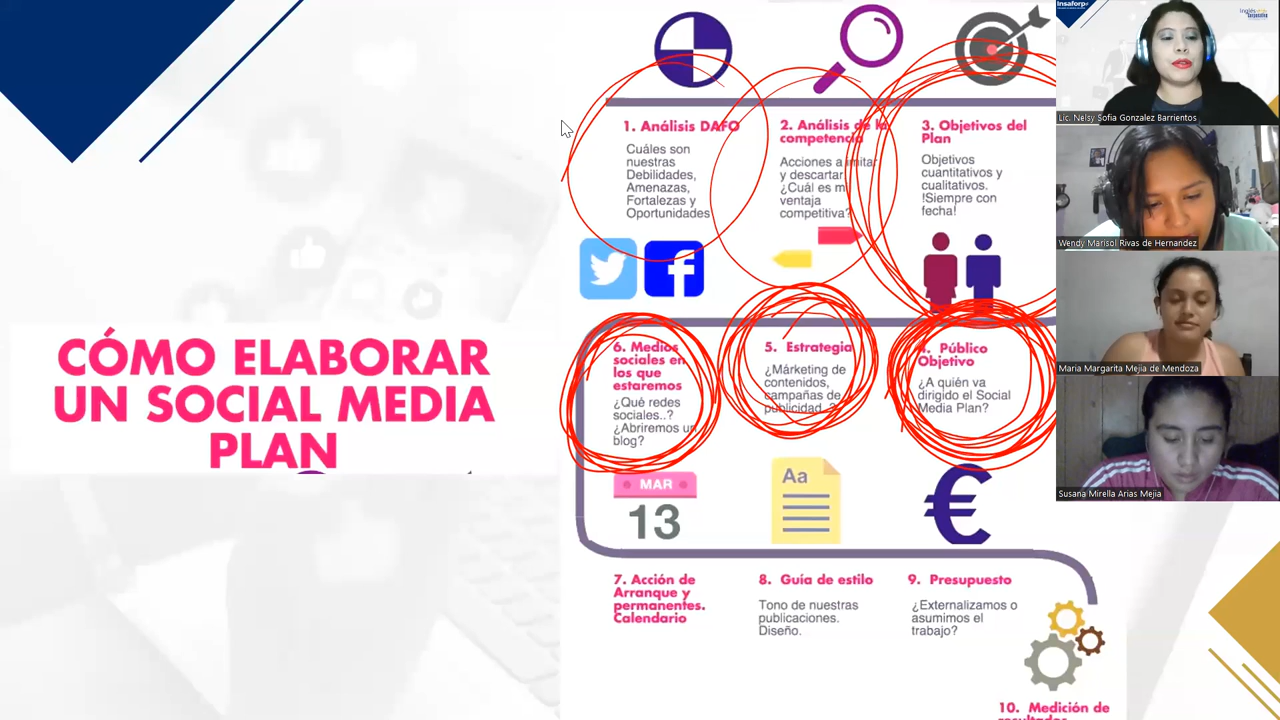 CÓMO ELABORAR
UN SOCIAL MEDIA
PLAN
1. Análisis DAFO
Cuáles son
nuestras
Debilidades,
Amenazas,
Fortalezas y
Oportunidades
2. Análisis de la
competencia
Acciones a imitar
y descartar
¿Cuál es mi
ventaja
competitiva?
3. Objetivos del
Plan
Objetivos
cuantitativos y
cualitativos.
!Siempre con
fecha!
6. Medios
sociales en
los que
estaremos
¿Qué redes
sociales..?
¿Abriremos un
blog?
5. Estrategia
¿Márketing de
contenidos,
campañas de
publicidad..?
4. Público
Objetivo
¿A quién va
dirigido el Social
Media Plan?
MAR
13
Aa
€
7. Acción de
Arranque y
permanentes.
Calendario
8. Guía de estilo
Tono de nuestras
publicaciones.
Diseño.
9. Presupuesto
¿Externalizamos o
asumimos el
trabajo?
10. Medición de
resultados
Insaforp
Lic. Nelsy Sofia Gonzalez Barrientos
Wendy Marisol Rivas de Hernandez
Maria Margarita Mejia de Mendoza
Susana Mirella Arias Mejia